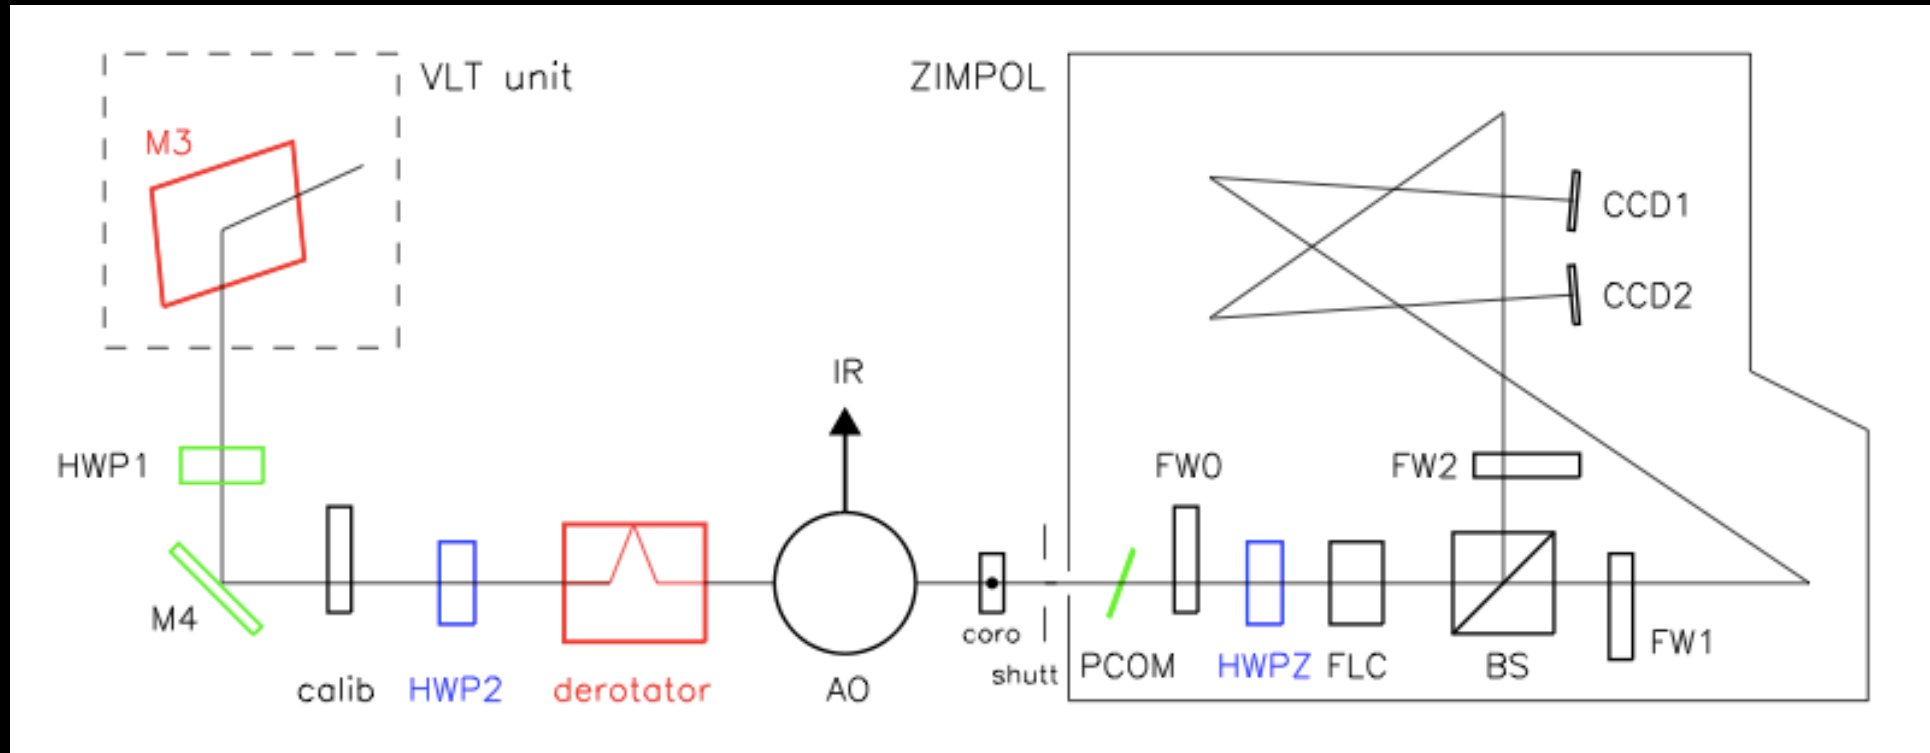 VLT unit
ZIMPOL
M3
CCD1
CCD2
IR
HWP1
FW0
FW2
M4
calib
HWP2
derotator
AO
coro
shutt
PCOM
HWPZ
FLC
BS
FW1